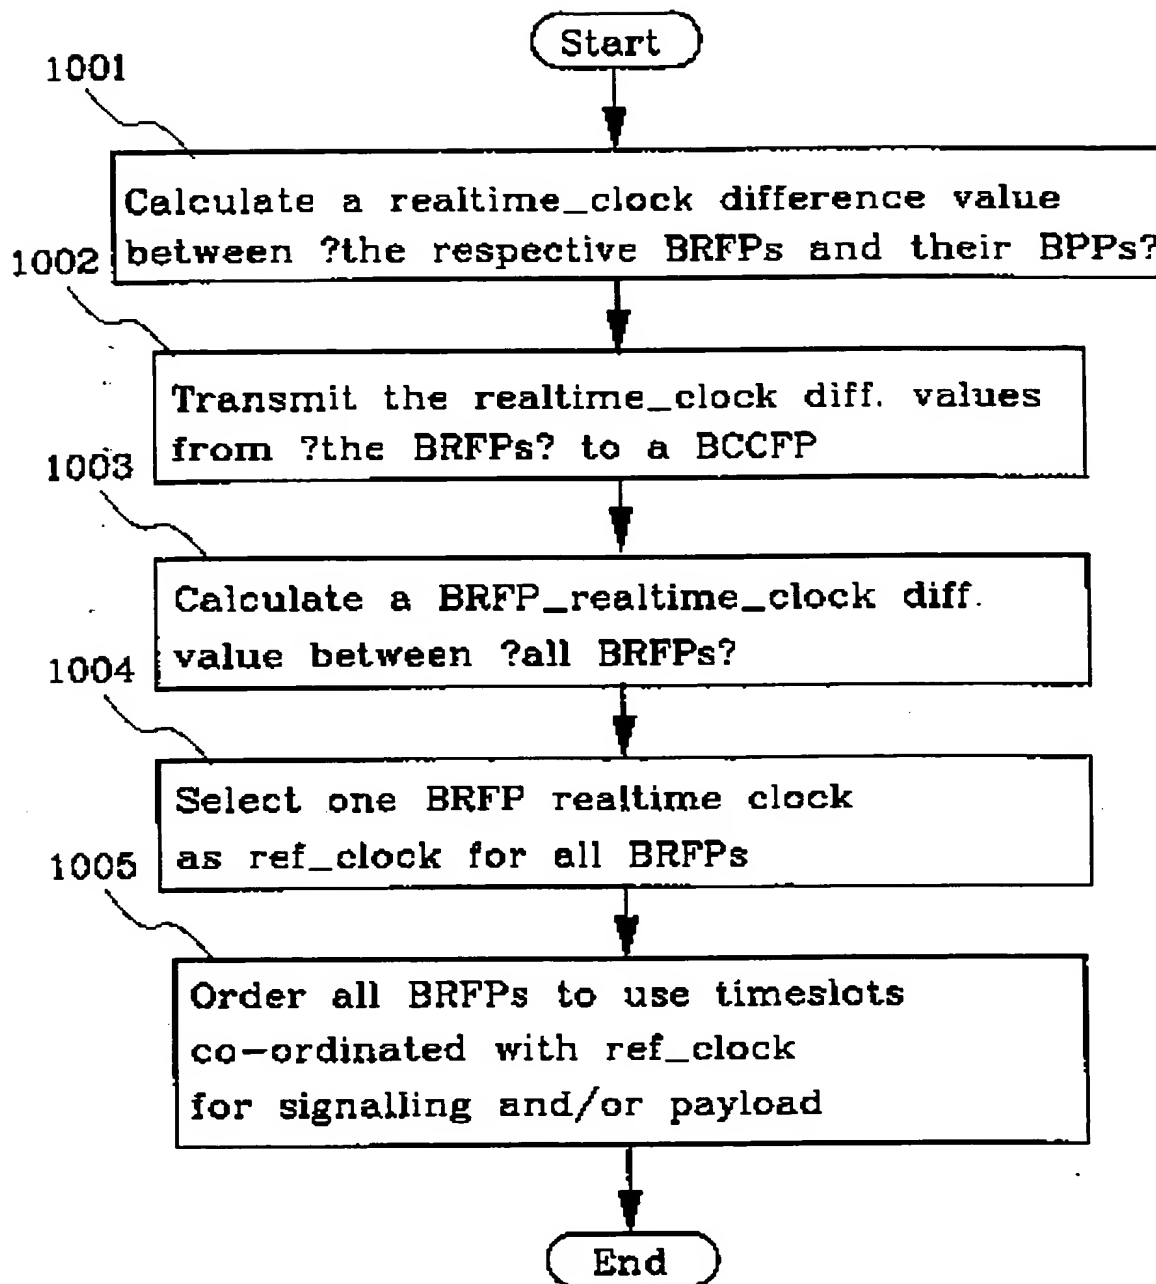 Start
1001
Calculate a realtime_clock difference value
between ?the respective BRFPs and their BPPs?
1002
Transmit the realtime_clock diff. values
from ?the BRFPs? to a BCCFP
1003
Calculate a BRFP_realtime_clock diff.
value between ?all BRFPs?
1004
Select one BRFP realtime clock
as ref_clock for all BRFPs
1005
Order all BRFPs to use timeslots
co-ordinated with ref_clock
for signalling and/or payload
End